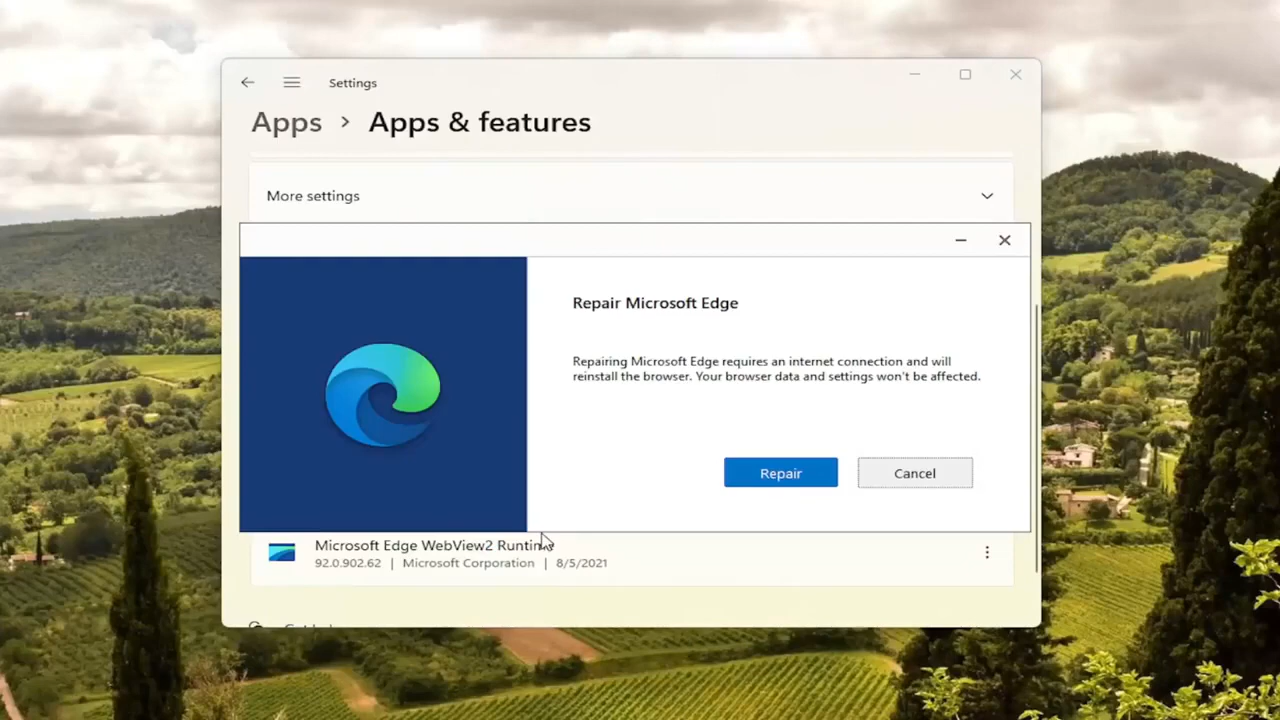 Settings
Apps > Apps & features
More settings
Repair Microsoft Edge
Repairing Microsoft Edge requires an internet connection and will
reinstall the browser. Your browser data and settings won't be affected.
Repair
Cancel
Microsoft Edge WebView2 Runtime
92.0.902.62 | Microsoft Corporation | 8/5/2021